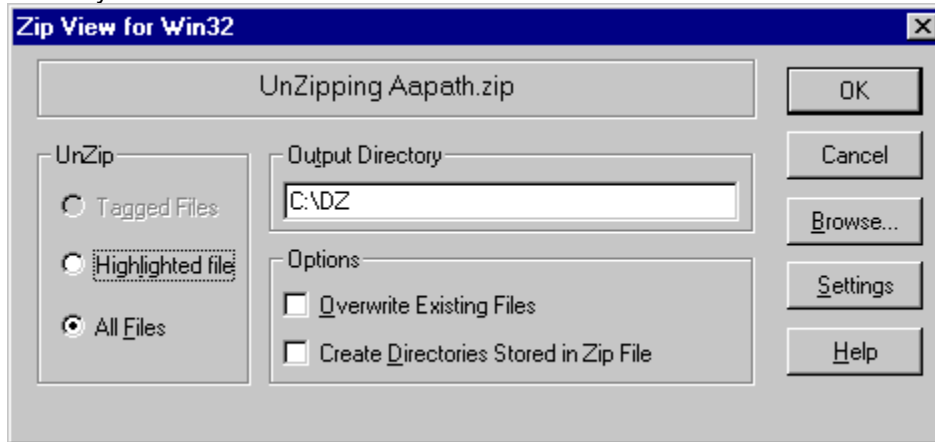 Zip View for Win32
UnZipping Aapath.zip
OK
UnZip
Output Directory
Cancel
Tagged Files
C:\DZ
Browse...
Highlighted file
Options
Overwrite Existing Files
Settings
All Files
Create Directories Stored in Zip File
Help